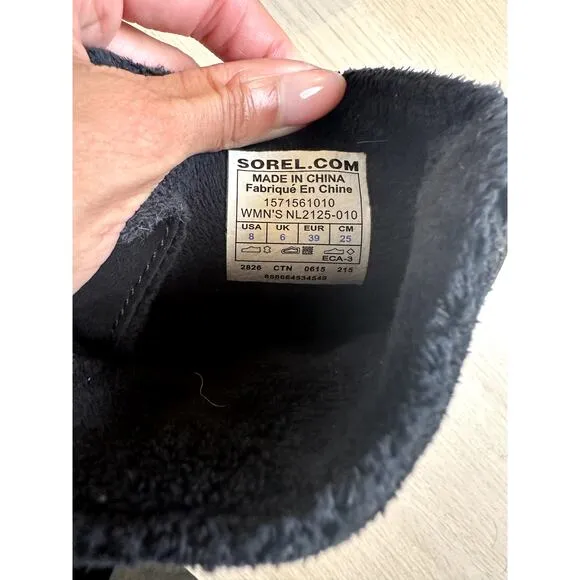 SOREL.COM
MADE IN CHINA
Fabriqué En Chine
1571561010
WMN'S NL2125-010
USA UK EUR CM
8 6 39 25
ECA-3
2826 CTN 0615 215
888664534549